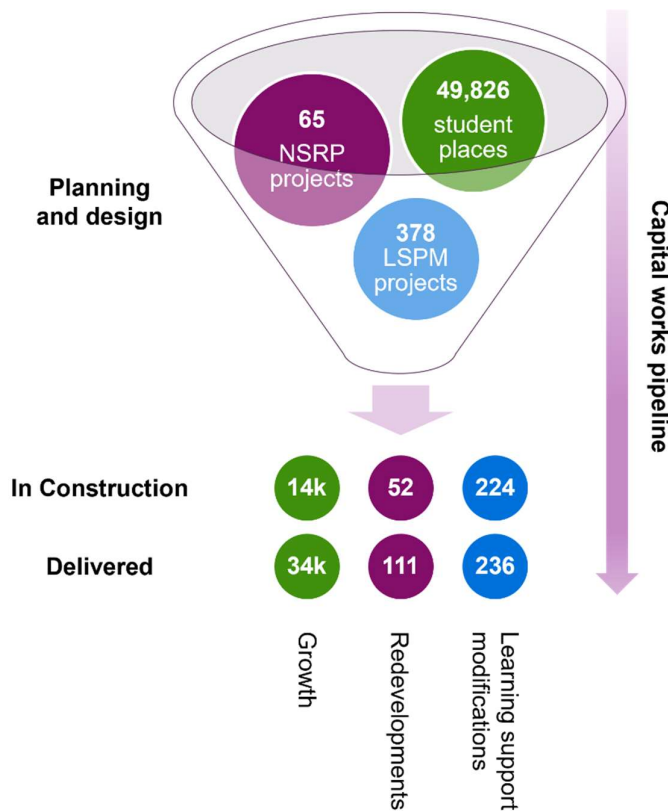 65
NSRP
projects
49,826
student
places
Planning
and design
378
LSPM
projects
Capital works pipeline
In Construction
14k
52
224
Delivered
34k
111
236
Growth
Redevelopments
Learning support
modifications